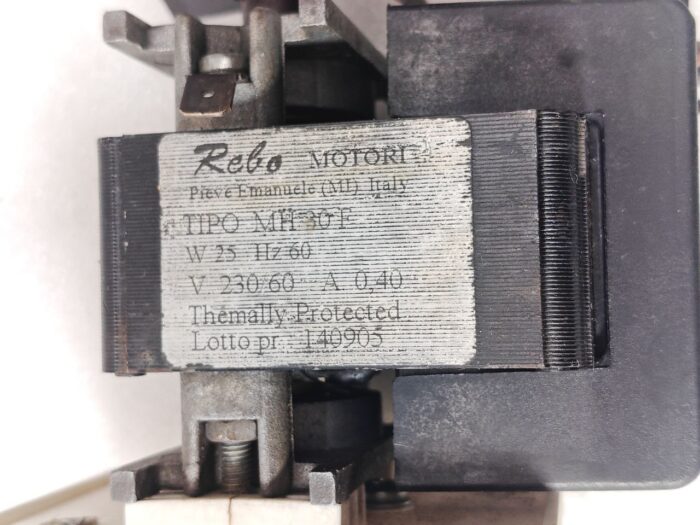 Rebo MOTORI
Pieve Emanuele (MI) Italy
TIPO MH 30 F
W 25 Hz 60
V 230/60 A 0,40
Themally Protected
Lotto pr. 140905